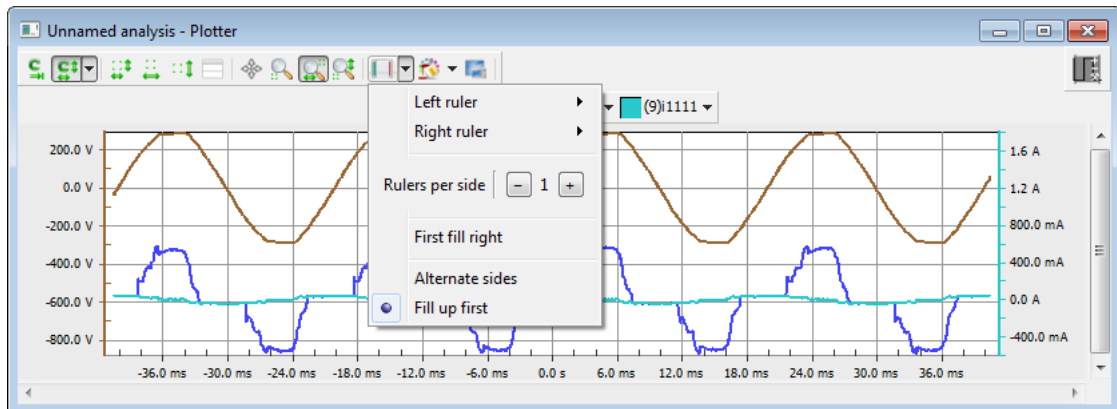 Unnamed analysis - Plotter
(9)i1111
Left ruler
Right ruler
Rulers per side - 1 +
First fill right
Alternate sides
Fill up first
200.0 V
0.0 V
-200.0 V
-400.0 V
-600.0 V
-800.0 V
1.6 A
1.2 A
800.0 mA
400.0 mA
0.0 A
-400.0 mA
-36.0 ms -30.0 ms -24.0 ms -18.0 ms -12.0 ms -6.0 ms 0.0 s 6.0 ms 12.0 ms 18.0 ms 24.0 ms 30.0 ms 36.0 ms